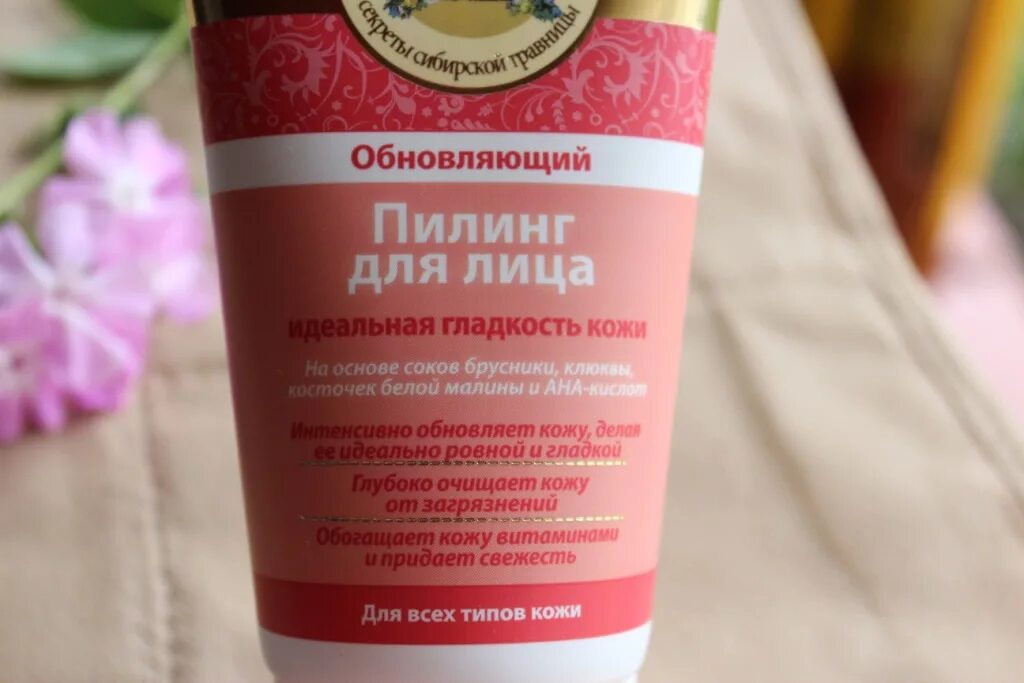 секреты сибирской травницы
Обновляющий
Пилинг
для лица
идеальная гладкость кожи
На основе соков брусники, клюквы,
косточек белой малины и АНА-кислот
Интенсивно обновляет кожу, делая
ее идеально ровной и гладкой
Глубоко очищает кожу
от загрязнений
Обогащает кожу витаминами
и придает свежесть
Для всех типов кожи